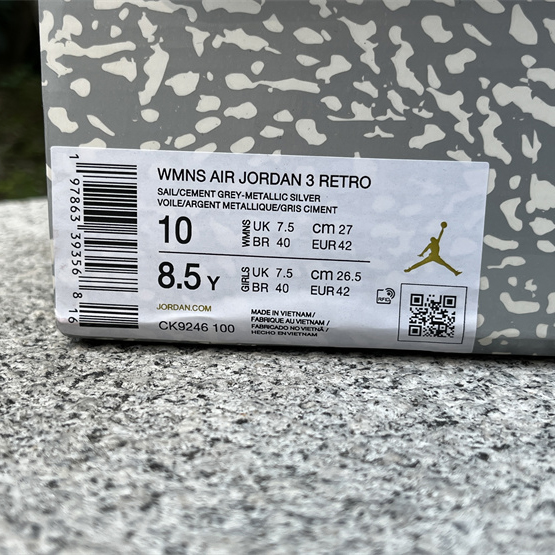 WMNS AIR JORDAN 3 RETRO
SAIL/CEMENT GREY-METALLIC SILVER
VOILE/ARGENT METALLIQUE/GRIS CIMENT
10 WMNS UK 7.5 cm 27
BR 40 EUR 42
8.5 Y GIRLS UK 7.5 cm 26.5
BR 40 EUR 42
JORDAN.COM
CK9246 100
MADE IN VIETNAM/
FABRIQUE AU VIETNAM/
FABRICADO NO VIETNÃ/
HECHO EN VIETNAM
RFID
1 97863 39356 8 16